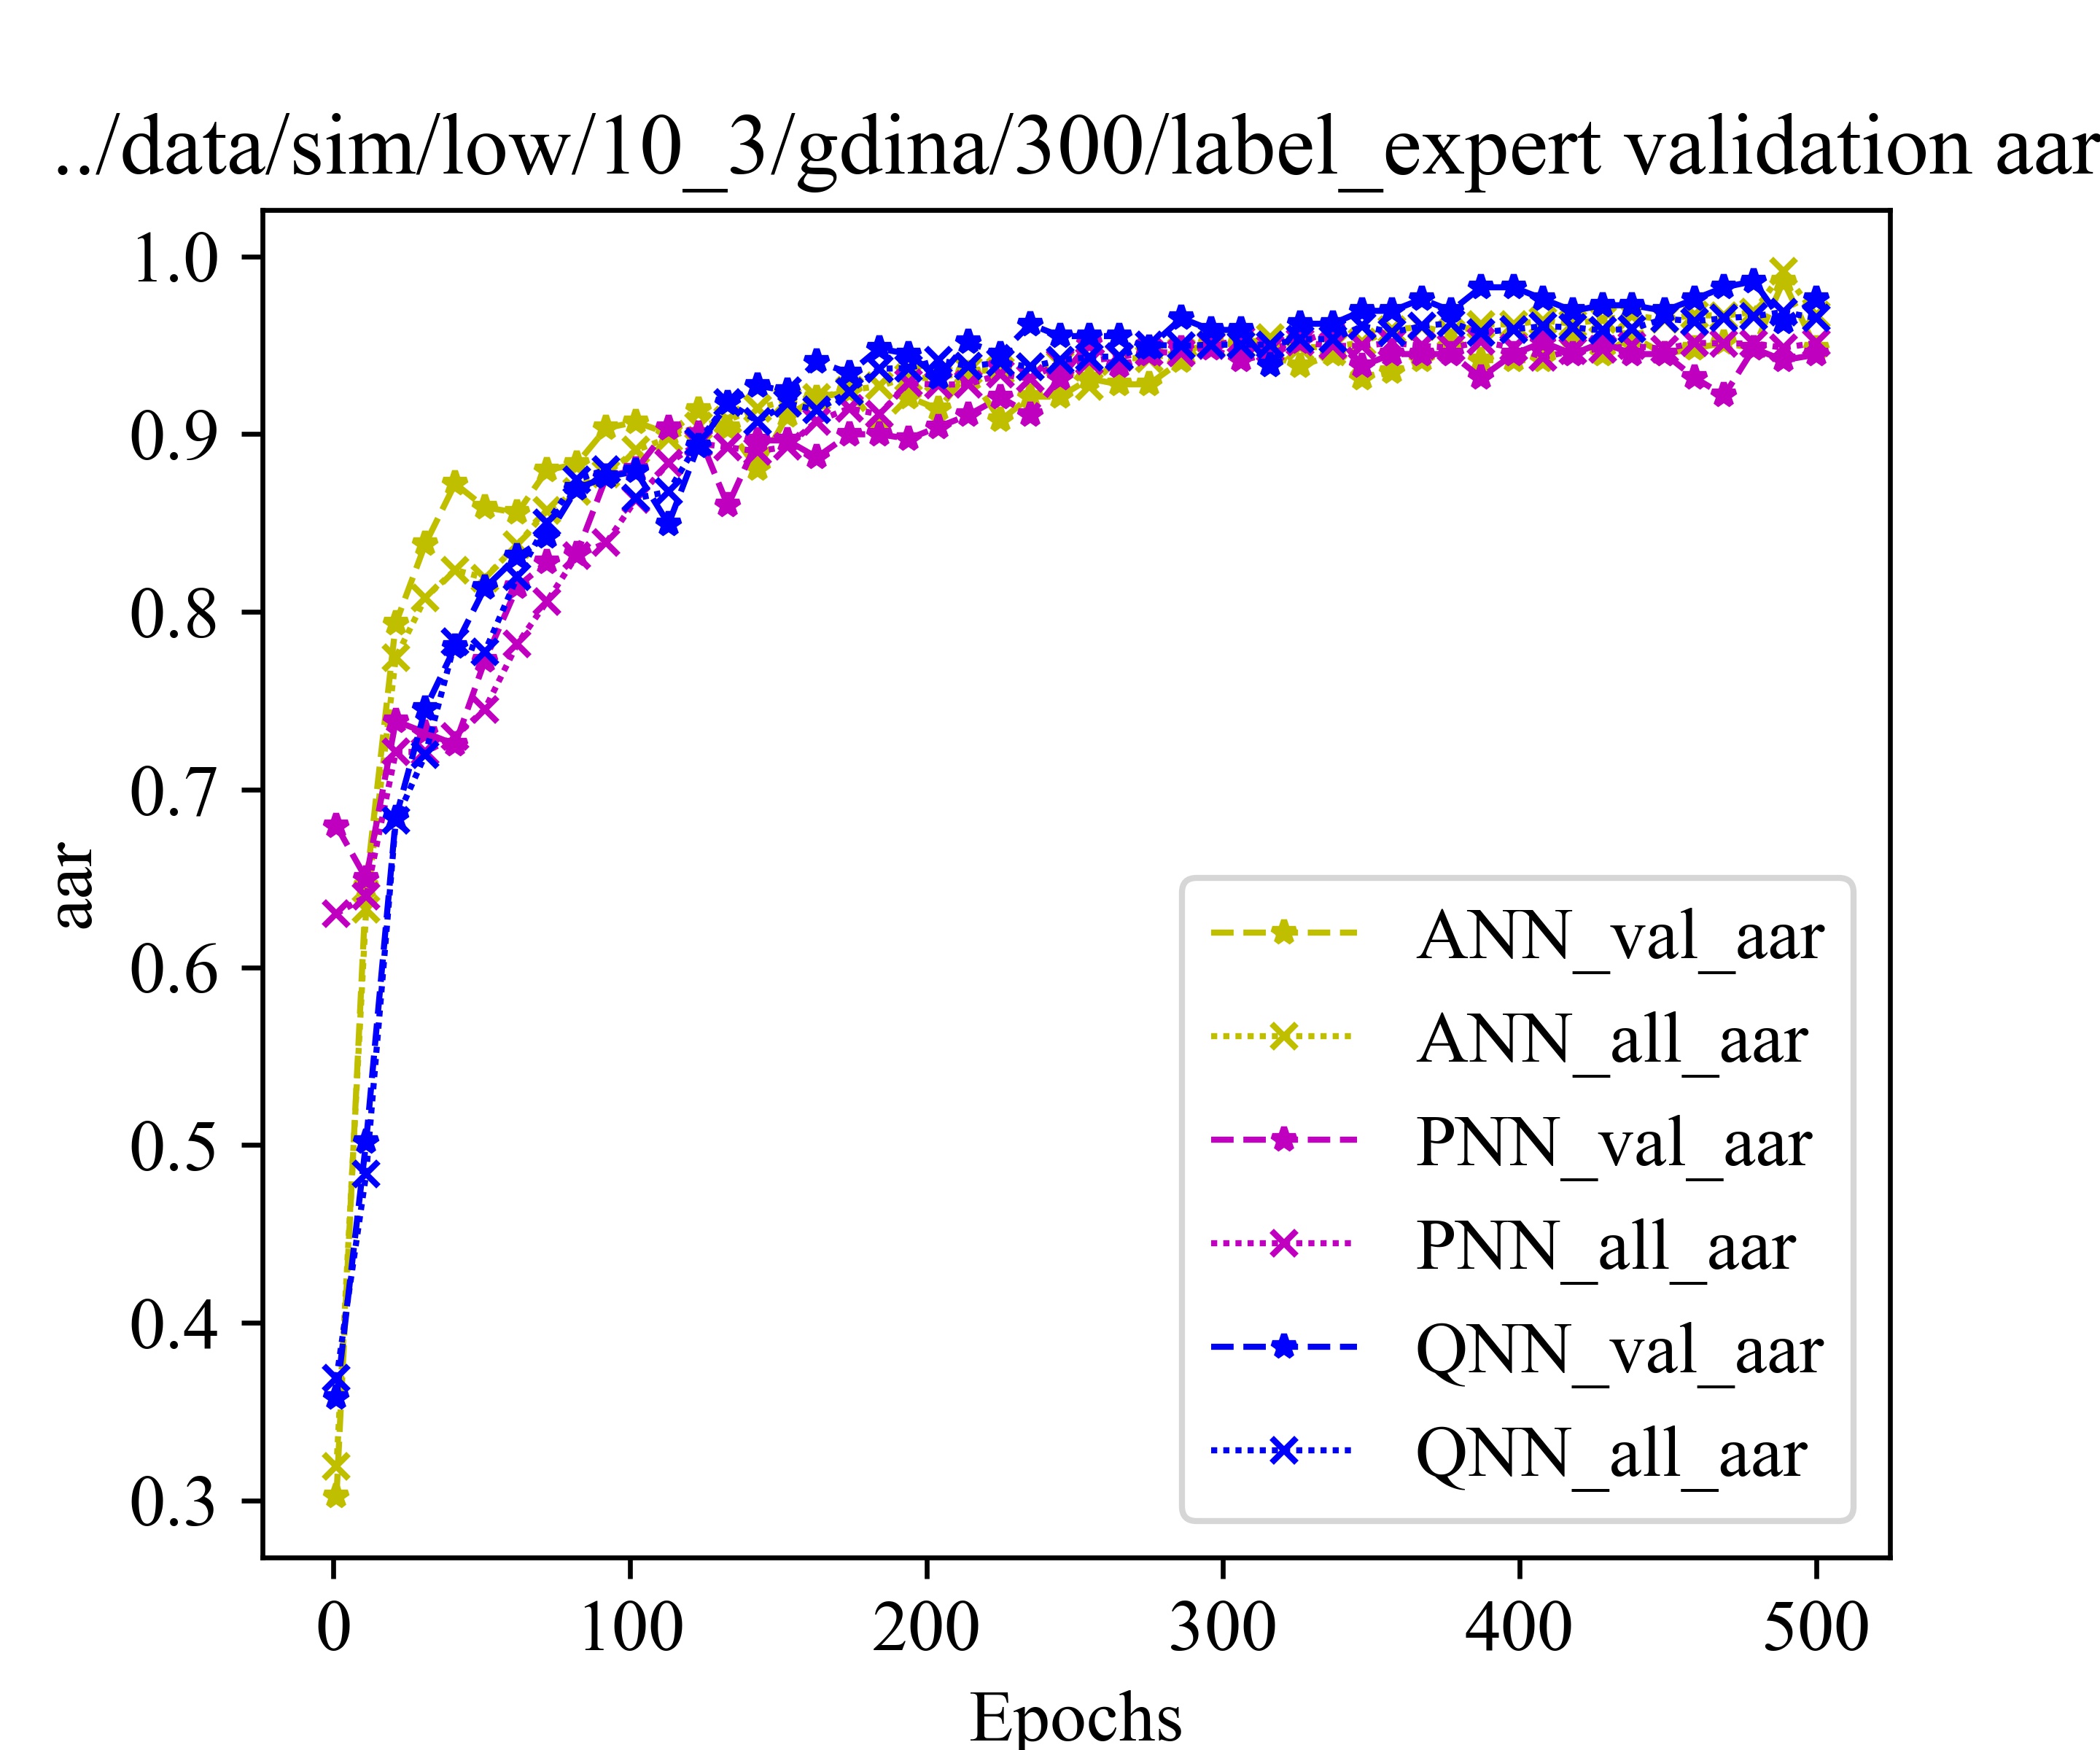 ../data/sim/low/10_3/gdina/300/label_expert validation aar
1.0
0.9
0.8
0.7
0.6
0.5
0.4
0.3
aar
0
100
200
300
400
500
Epochs
ANN_val_aar
ANN_all_aar
PNN_val_aar
PNN_all_aar
QNN_val_aar
QNN_all_aar